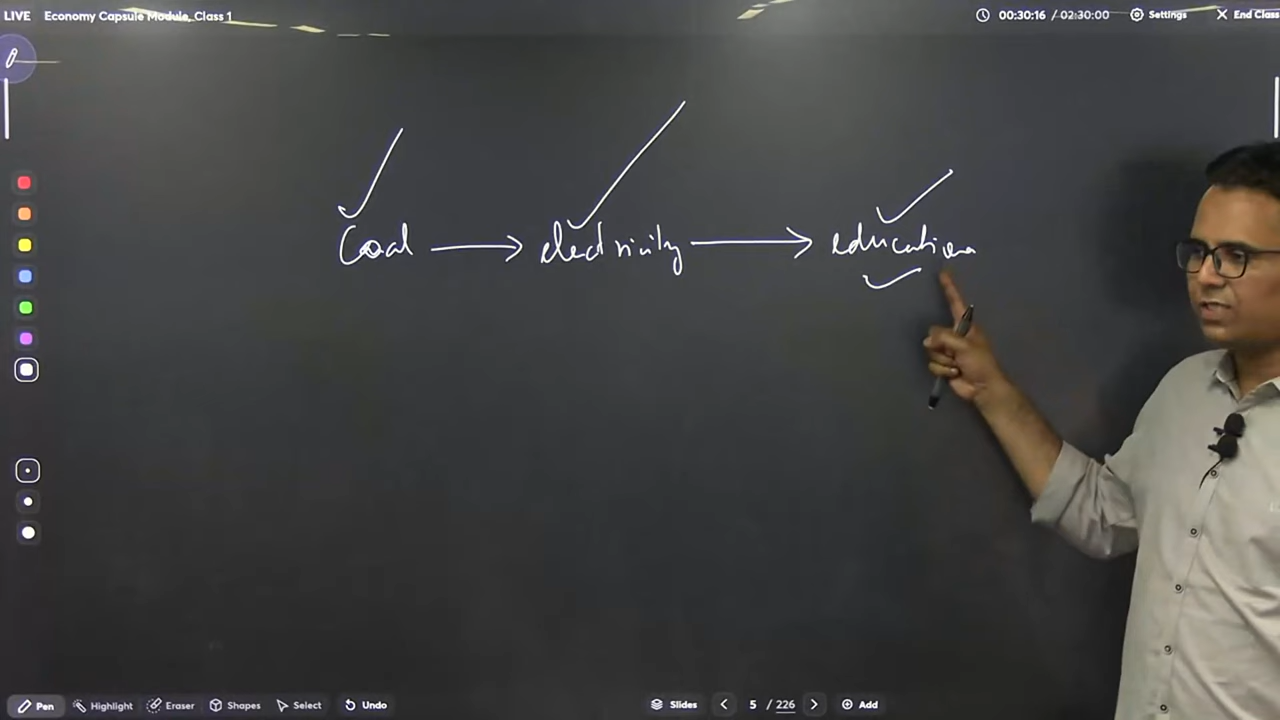 LIVE Economy Capsule Module, Class 1 00:30:16 / 02:30:00 Settings End Class
Coal → electricity → education
Pen Highlight Eraser Shapes Select Undo Slides 5 / 226 Add